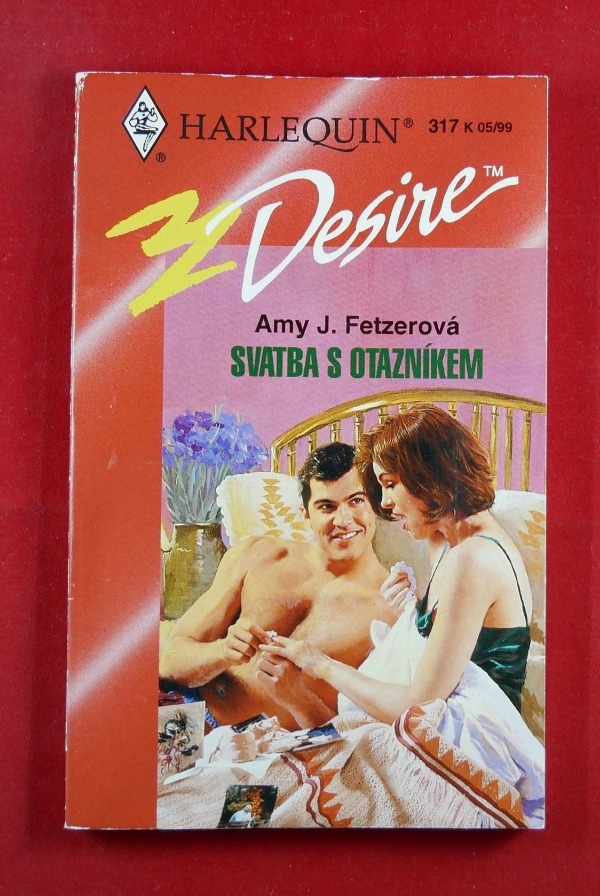 HARLEQUIN® 317 K 05/99
®
Desire™
Amy J. Fetzerová
SVATBA S OTAZNÍKEM